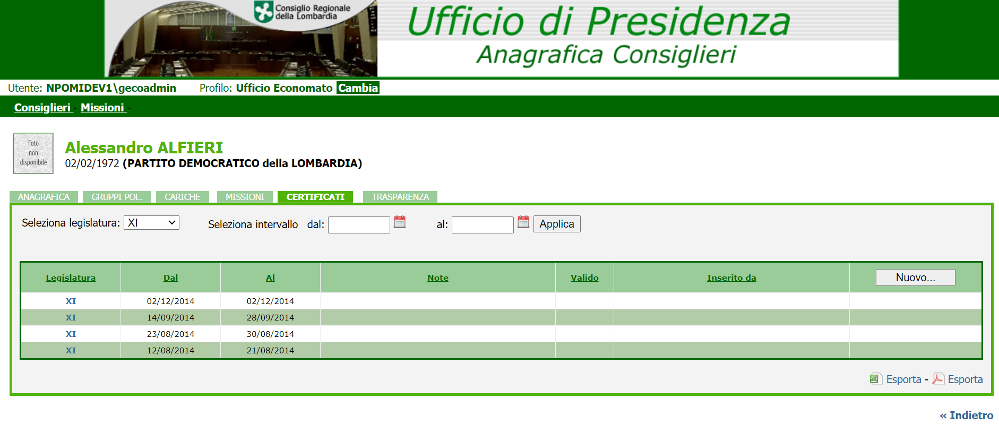 Consiglio Regionale
della Lombardia
Ufficio di Presidenza
Anagrafica Consiglieri
Utente: NPOMIDEV1\gecoadmin Profilo: Ufficio Economato Cambia
Consiglieri - Missioni -
Foto
non
disponibile
Alessandro ALFIERI
02/02/1972 (PARTITO DEMOCRATICO della LOMBARDIA)
ANAGRAFICA GRUPPI POL. CARICHE MISSIONI CERTIFICATI TRASPARENZA
Seleziona legislatura: XI Seleziona intervallo dal: al: Applica
Legislatura Dal Al Note Valido Inserito da Nuovo...
XI 02/12/2014 02/12/2014
XI 14/09/2014 28/09/2014
XI 23/08/2014 30/08/2014
XI 12/08/2014 21/08/2014
Esporta - Esporta
« Indietro